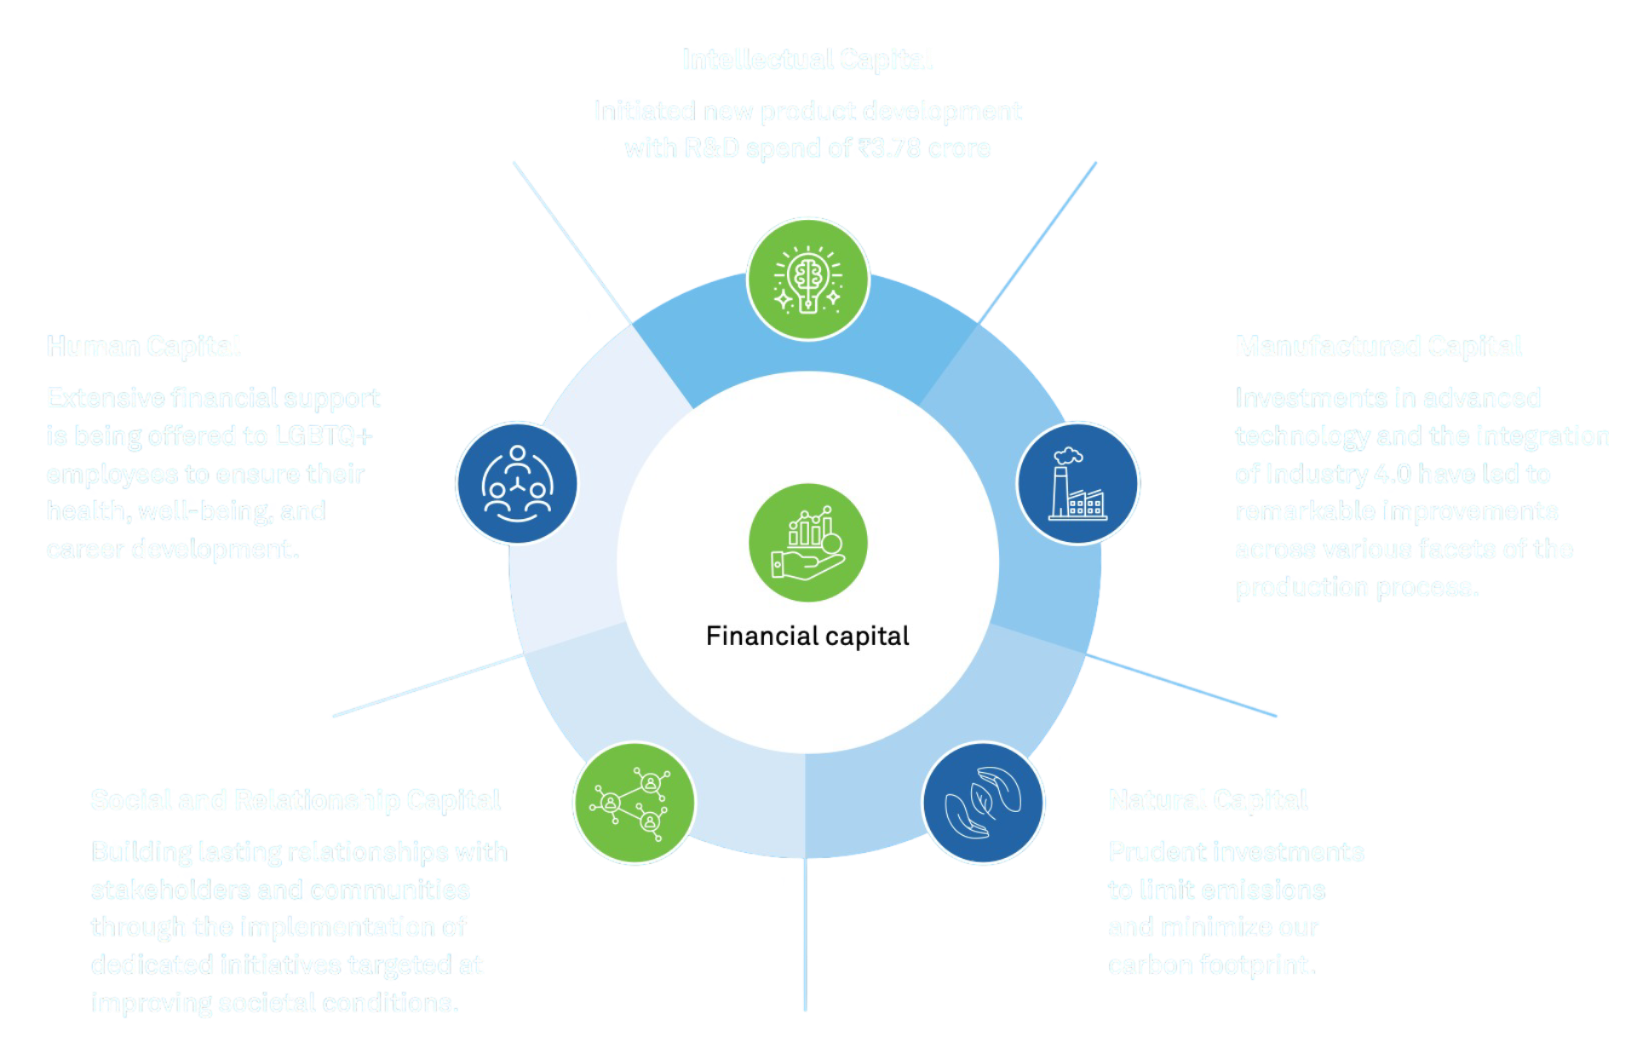 Intellectual Capital
Initiated new product development
with R&D spend of ₹3.78 crore
Human Capital
Extensive financial support
is being offered to LGBTQ+
employees to ensure their
health, well-being, and
career development.
Manufactured Capital
Investments in advanced
technology and the integration
of Industry 4.0 have led to
remarkable improvements
across various facets of the
production process.
Financial capital
Social and Relationship Capital
Building lasting relationships with
stakeholders and communities
through the implementation of
dedicated initiatives targeted at
improving societal conditions.
Natural Capital
Prudent investments
to limit emissions
and minimize our
carbon footprint.